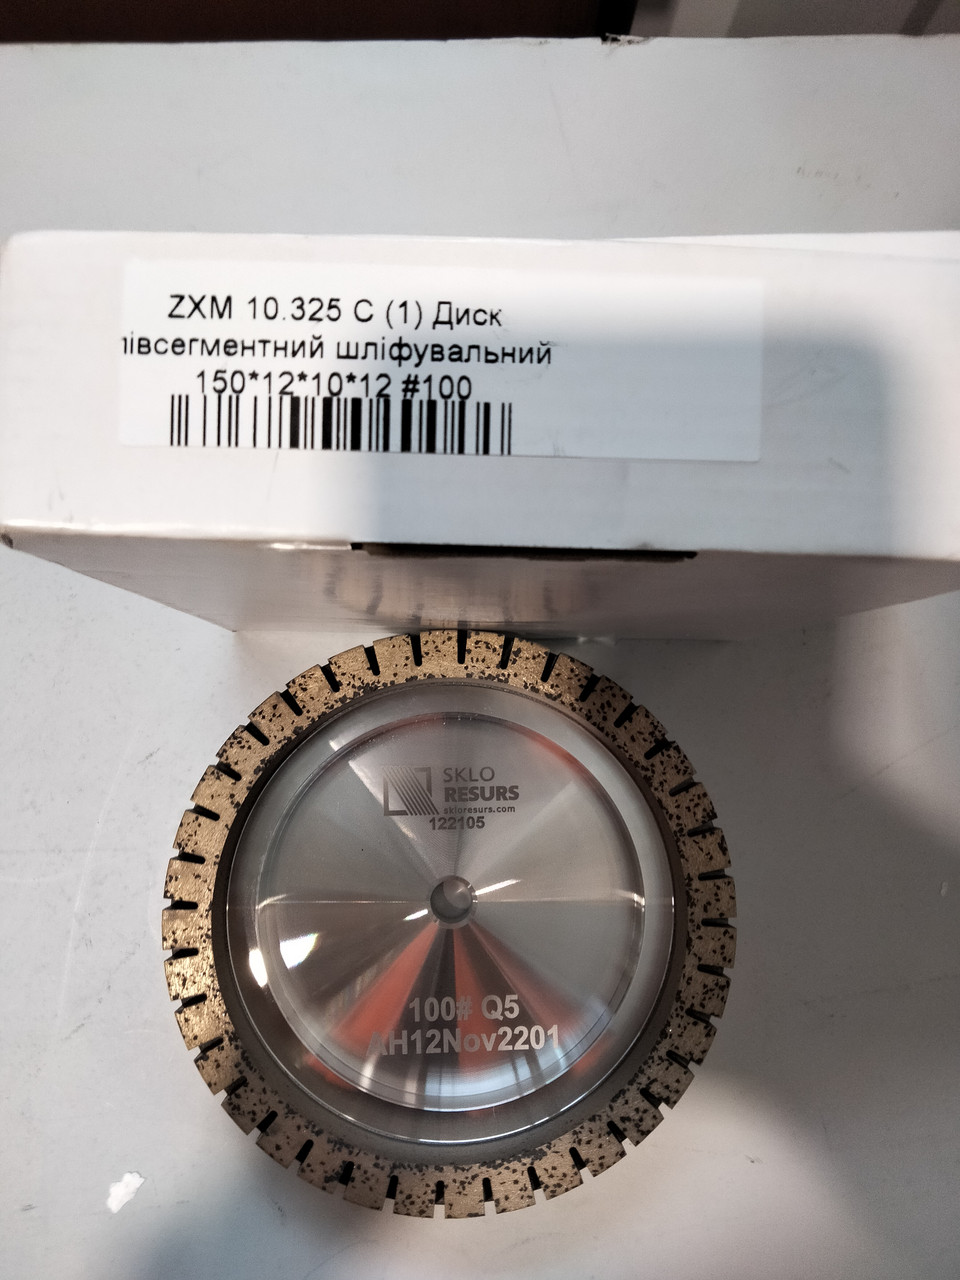 ZXM 10.325 C (1) Диск
півсегментний шліфувальний
150*12*10*12 #100
SKLO
RESURS
skloresurs.com
122105
100# Q5
AH12Nov2201